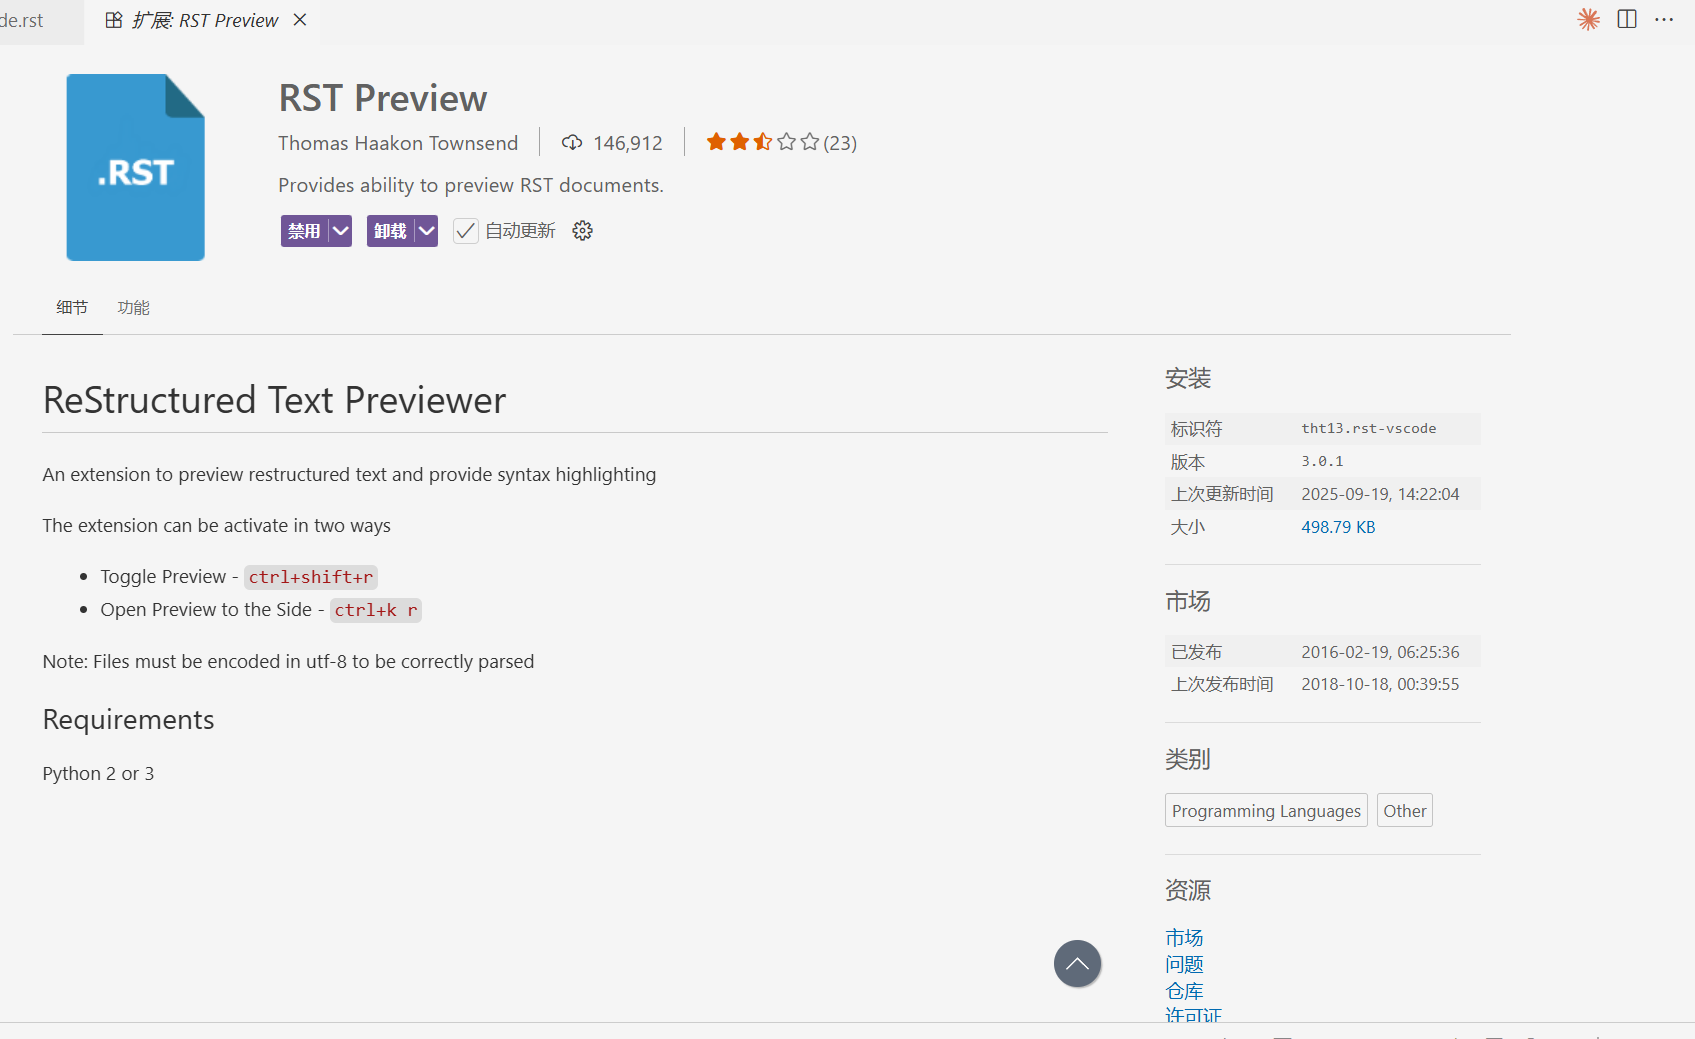 de.rst
扩展: RST Preview
.RST
RST Preview
Thomas Haakon Townsend
146,912
(23)
Provides ability to preview RST documents.
禁用
卸载
自动更新
细节
功能
ReStructured Text Previewer
An extension to preview restructured text and provide syntax highlighting
The extension can be activate in two ways
Toggle Preview - ctrl+shift+r
Open Preview to the Side - ctrl+k r
Note: Files must be encoded in utf-8 to be correctly parsed
Requirements
Python 2 or 3
安装
标识符 tht13.rst-vscode
版本 3.0.1
上次更新时间 2025-09-19, 14:22:04
大小 498.79 KB
市场
已发布 2016-02-19, 06:25:36
上次发布时间 2018-10-18, 00:39:55
类别
Programming Languages
Other
资源
市场
问题
仓库
许可证